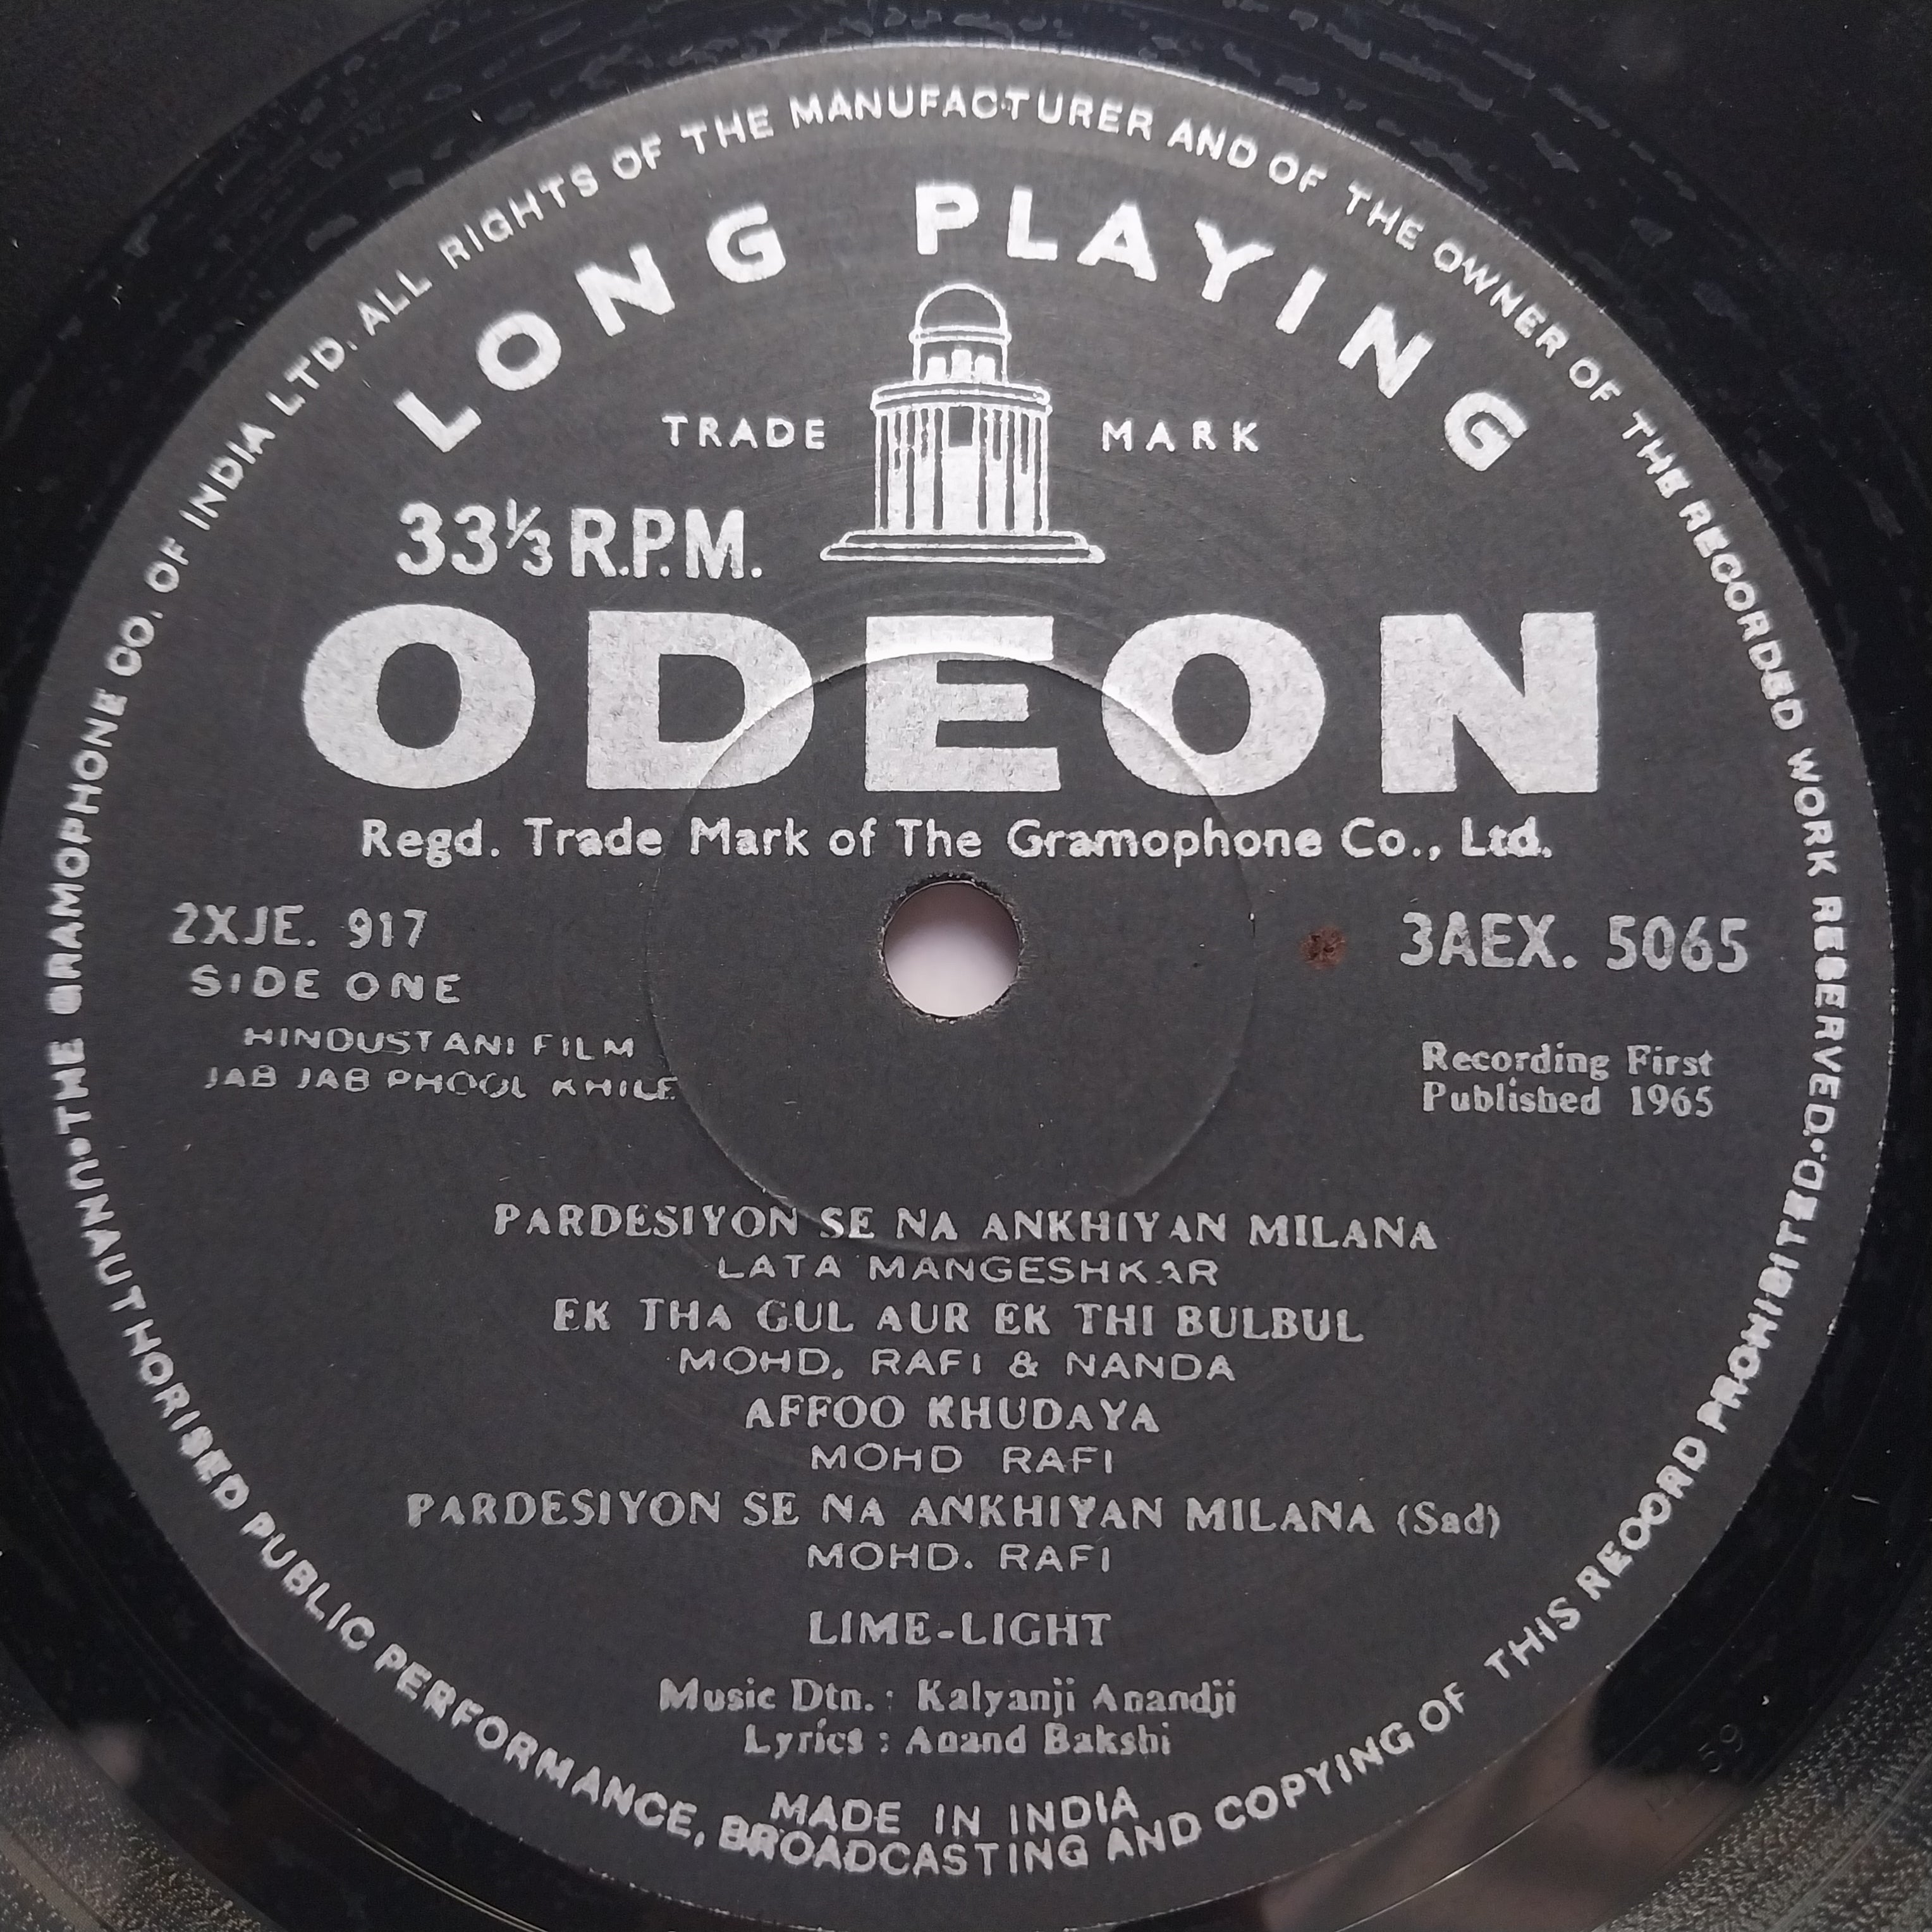 THE GRAMOPHONE CO. OF INDIA LTD. ALL RIGHTS OF THE MANUFACTURER AND OF THE OWNER OF THE RECORDED WORK RESERVED.
UNAUTHORISED PUBLIC PERFORMANCE, BROADCASTING AND COPYING OF THIS RECORD PROHIBITED.
LONG PLAYING
TRADE MARK
33⅓ R.P.M.
ODEON
Regd. Trade Mark of The Gramophone Co., Ltd.
2XJE. 917
SIDE ONE
HINDUSTANI FILM
JAB JAB PHOOL KHILE
3AEX. 5065
Recording First
Published 1965
PARDESIYON SE NA ANKHIYAN MILANA
LATA MANGESHKAR
EK THA GUL AUR EK THI BULBUL
MOHD. RAFI & NANDA
AFFOO KHUDAYA
MOHD RAFI
PARDESIYON SE NA ANKHIYAN MILANA (Sad)
MOHD. RAFI
LIME-LIGHT
Music Dtn. : Kalyanji Anandji
Lyrics : Anand Bakshi
MADE IN INDIA
59